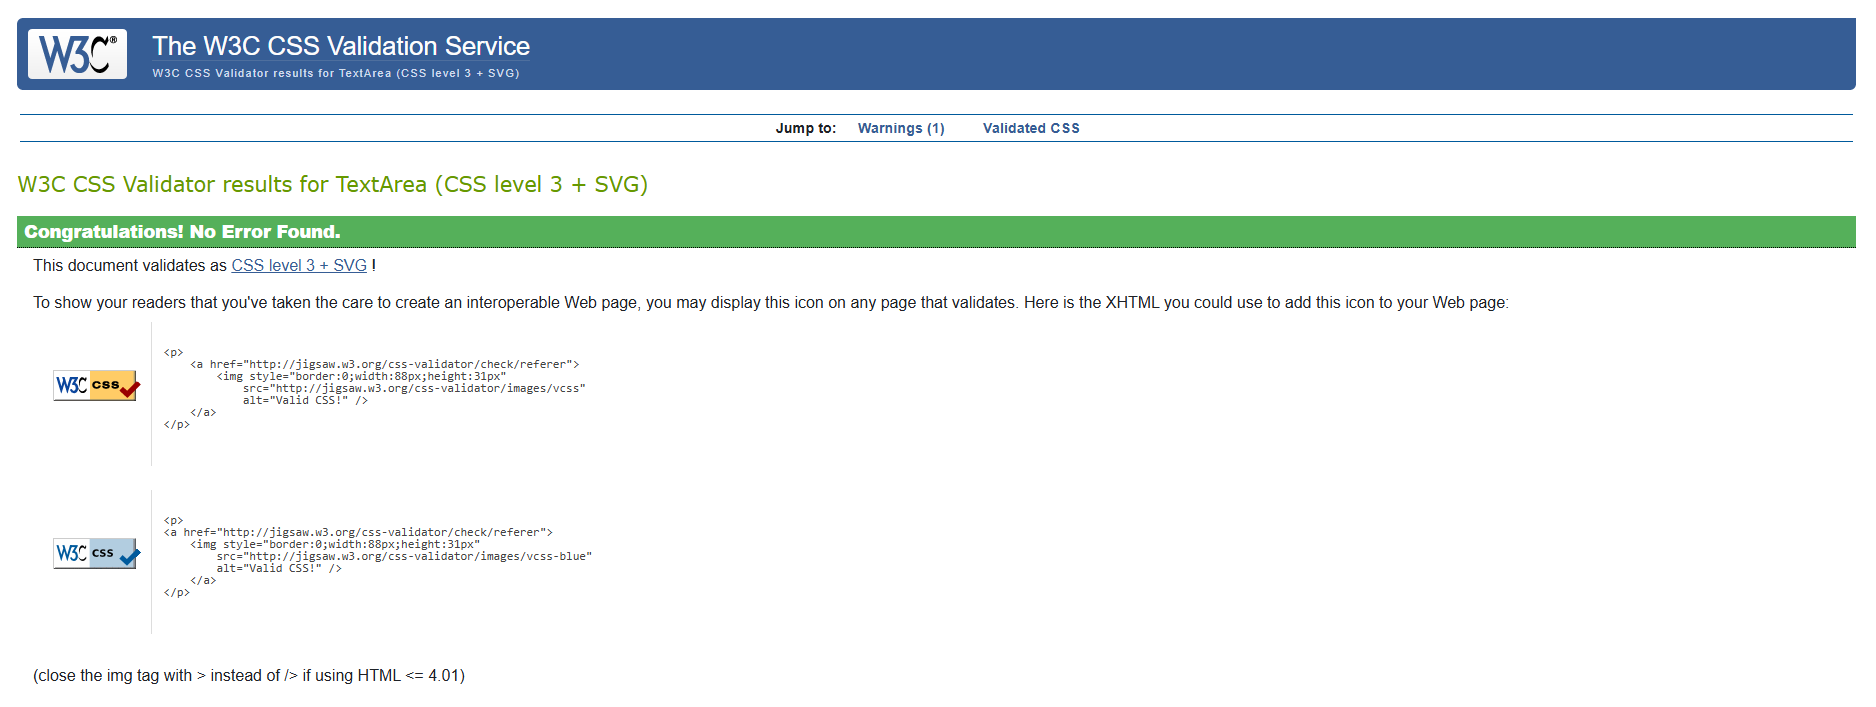 W3C®
The W3C CSS Validation Service
W3C CSS Validator results for TextArea (CSS level 3 + SVG)
Jump to: Warnings (1) Validated CSS
W3C CSS Validator results for TextArea (CSS level 3 + SVG)
Congratulations! No Error Found.
This document validates as CSS level 3 + SVG !
To show your readers that you've taken the care to create an interoperable Web page, you may display this icon on any page that validates. Here is the XHTML you could use to add this icon to your Web page:
W3C css
<p>
    <a href="http://jigsaw.w3.org/css-validator/check/referer">
        <img style="border:0;width:88px;height:31px"
            src="http://jigsaw.w3.org/css-validator/images/vcss"
            alt="Valid CSS!" />
    </a>
</p>
W3C css
<p>
<a href="http://jigsaw.w3.org/css-validator/check/referer">
    <img style="border:0;width:88px;height:31px"
        src="http://jigsaw.w3.org/css-validator/images/vcss-blue"
        alt="Valid CSS!" />
    </a>
</p>
(close the img tag with > instead of /> if using HTML <= 4.01)